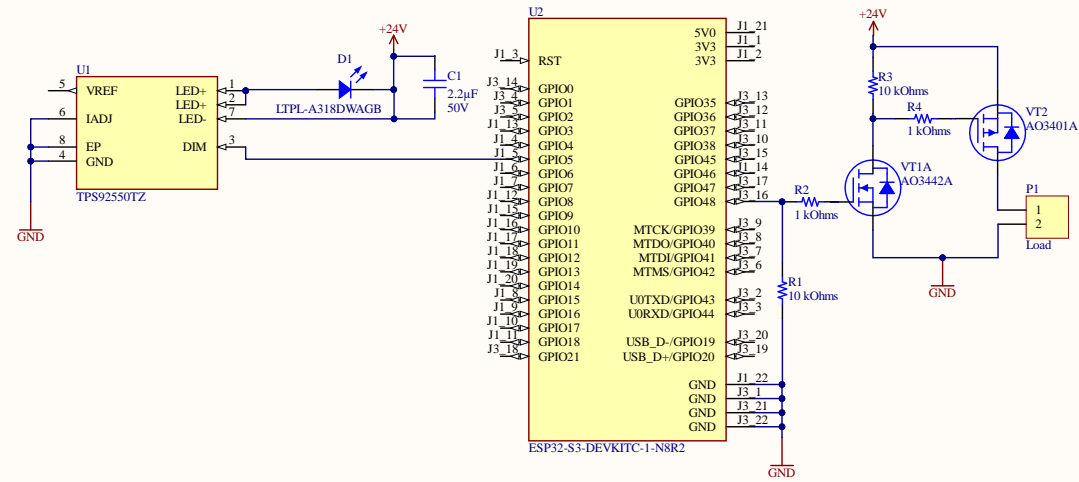 U1
5 VREF
6 IADJ
8 EP
4 GND
LED+ 1
LED+ 2
LED- 7
DIM 3
TPS92550TZ
D1
LTPL-A318DWAGB
+24V
C1
2.2µF
50V
GND
U2
J1_3 RST
J3_14 GPIO0
J3_4 GPIO1
J3_5 GPIO2
J1_13 GPIO3
J1_4 GPIO4
J1_5 GPIO5
J1_6 GPIO6
J1_7 GPIO7
J1_12 GPIO8
J1_15 GPIO9
J1_16 GPIO10
J1_17 GPIO11
J1_18 GPIO12
J1_19 GPIO13
J1_20 GPIO14
J1_8 GPIO15
J1_9 GPIO16
J1_10 GPIO17
J1_11 GPIO18
J3_18 GPIO21
5V0 J1_21
3V3 J1_1
3V3 J1_2
GPIO35 J3_13
GPIO36 J3_12
GPIO37 J3_11
GPIO38 J3_10
GPIO45 J3_15
GPIO46 J1_14
GPIO47 J3_17
GPIO48 J3_16
MTCK/GPIO39 J3_9
MTDO/GPIO40 J3_8
MTDI/GPIO41 J3_7
MTMS/GPIO42 J3_6
U0TXD/GPIO43 J3_2
U0RXD/GPIO44 J3_3
USB_D-/GPIO19 J3_20
USB_D+/GPIO20 J3_19
GND J1_22
GND J3_1
GND J3_21
GND J3_22
ESP32-S3-DEVKITC-1-N8R2
R1
10 kOhms
GND
R2
1 kOhms
+24V
R3
10 kOhms
R4
1 kOhms
VT1A
AO3442A
VT2
AO3401A
P1
1
2
Load
GND